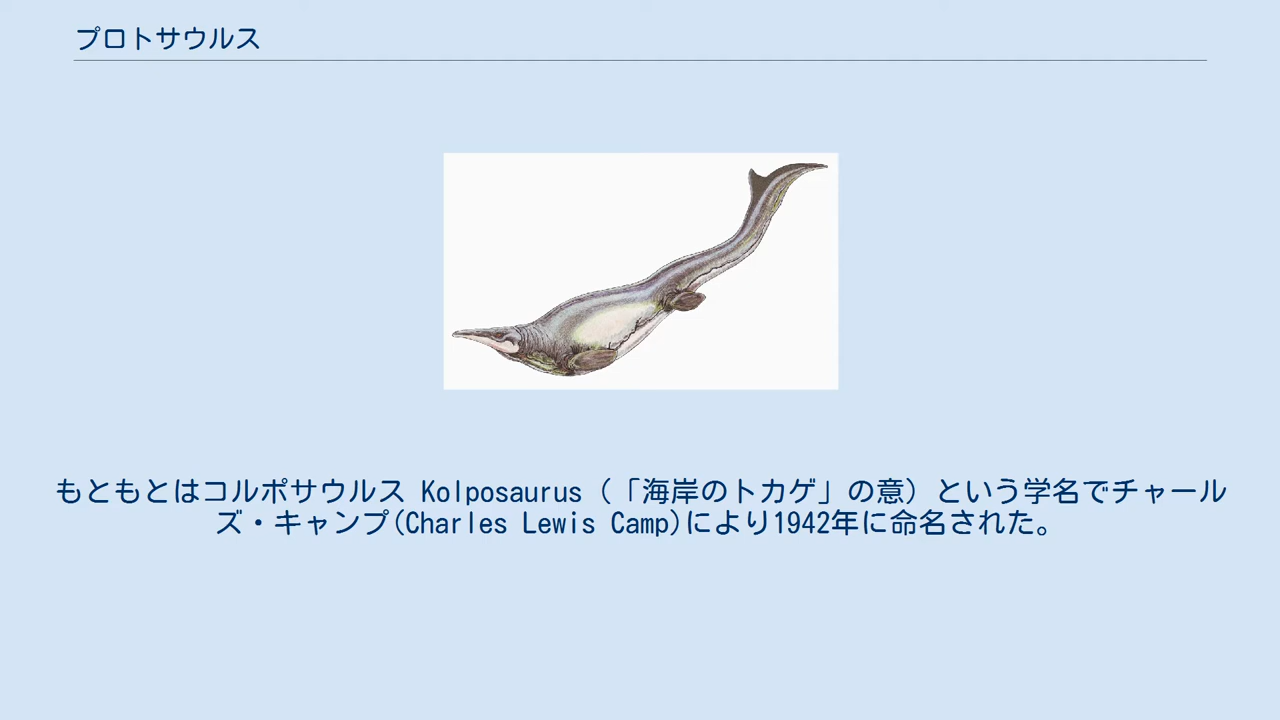 プロトサウルス
もともとはコルポサウルス Kolposaurus（「海岸のトカゲ」の意）という学名でチャール
ズ・キャンプ(Charles Lewis Camp)により1942年に命名された。